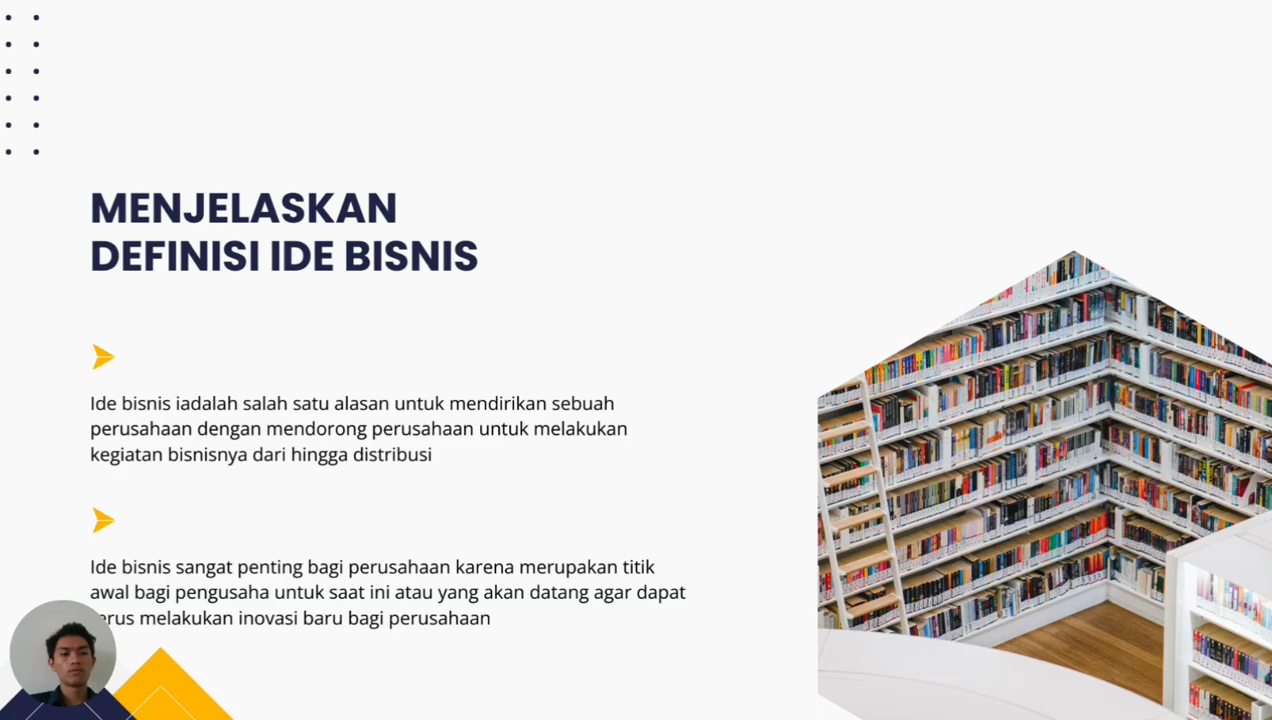 MENJELASKAN
DEFINISI IDE BISNIS
Ide bisnis iadalah salah satu alasan untuk mendirikan sebuah
perusahaan dengan mendorong perusahaan untuk melakukan
kegiatan bisnisnya dari hingga distribusi
Ide bisnis sangat penting bagi perusahaan karena merupakan titik
awal bagi pengusaha untuk saat ini atau yang akan datang agar dapat
erus melakukan inovasi baru bagi perusahaan